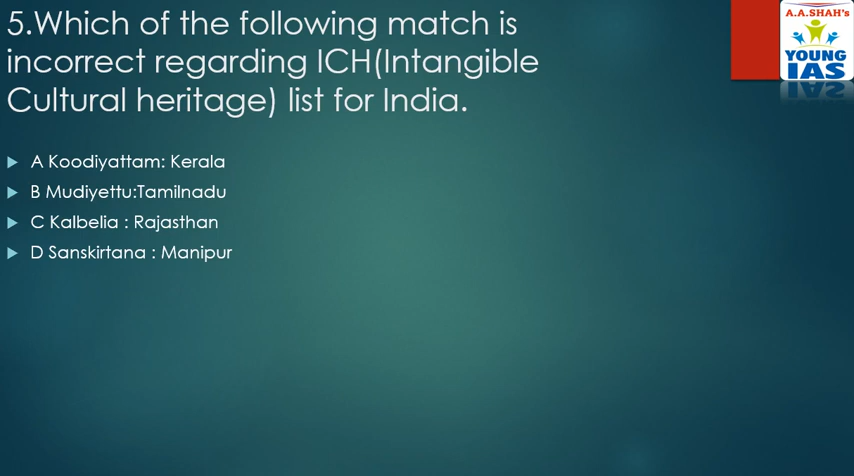 5.Which of the following match is
incorrect regarding ICH(Intangible
Cultural heritage) list for India.
A.A.SHAH's
YOUNG
IAS
A Koodiyattam: Kerala
B Mudiyettu:Tamilnadu
C Kalbelia : Rajasthan
D Sanskirtana : Manipur